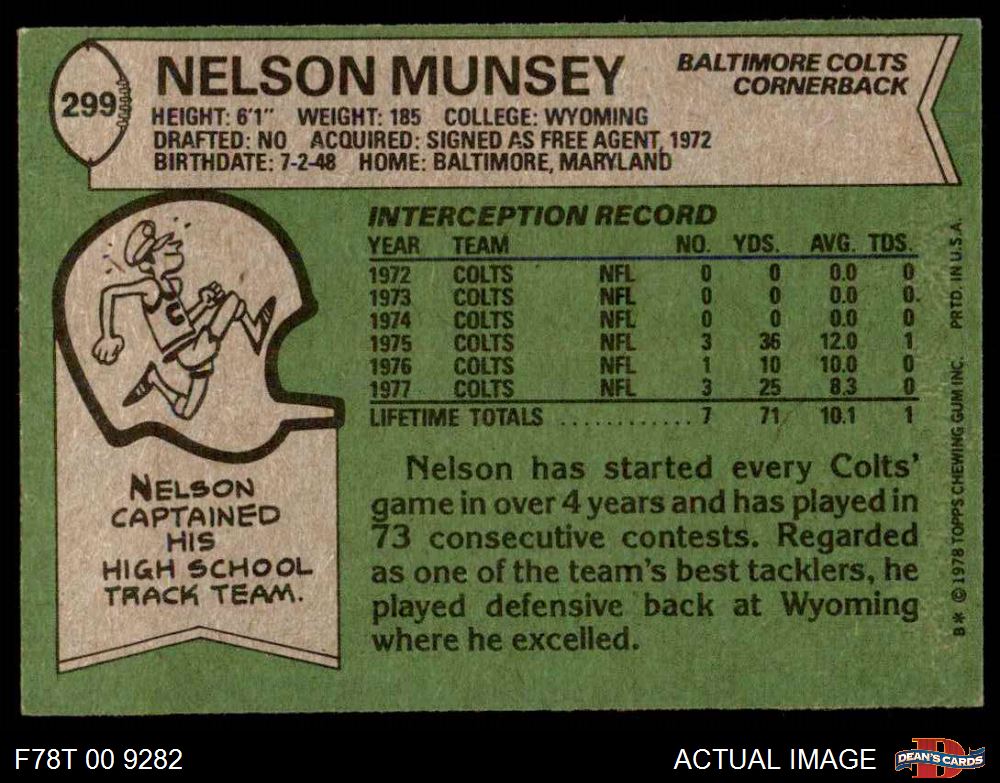 299
NELSON MUNSEY
BALTIMORE COLTS
CORNERBACK
HEIGHT: 6'1" WEIGHT: 185 COLLEGE: WYOMING
DRAFTED: NO ACQUIRED: SIGNED AS FREE AGENT, 1972
BIRTHDATE: 7-2-48 HOME: BALTIMORE, MARYLAND
INTERCEPTION RECORD
YEAR TEAM NO. YDS. AVG. TDS.
1972 COLTS NFL 0 0 0.0 0
1973 COLTS NFL 0 0 0.0 0.
1974 COLTS NFL 0 0 0.0 0
1975 COLTS NFL 3 36 12.0 1
1976 COLTS NFL 1 10 10.0 0
1977 COLTS NFL 3 25 8.3 0
LIFETIME TOTALS ............ 7 71 10.1 1
C
NELSON
CAPTAINED
HIS
HIGH SCHOOL
TRACK TEAM.
Nelson has started every Colts'
game in over 4 years and has played in
73 consecutive contests. Regarded
as one of the team's best tacklers, he
played defensive back at Wyoming
where he excelled.
B* © 1978 TOPPS CHEWING GUM INC. PRTD. IN U.S.A.
F78T 00 9282
ACTUAL IMAGE
D
DEAN'S CARDS